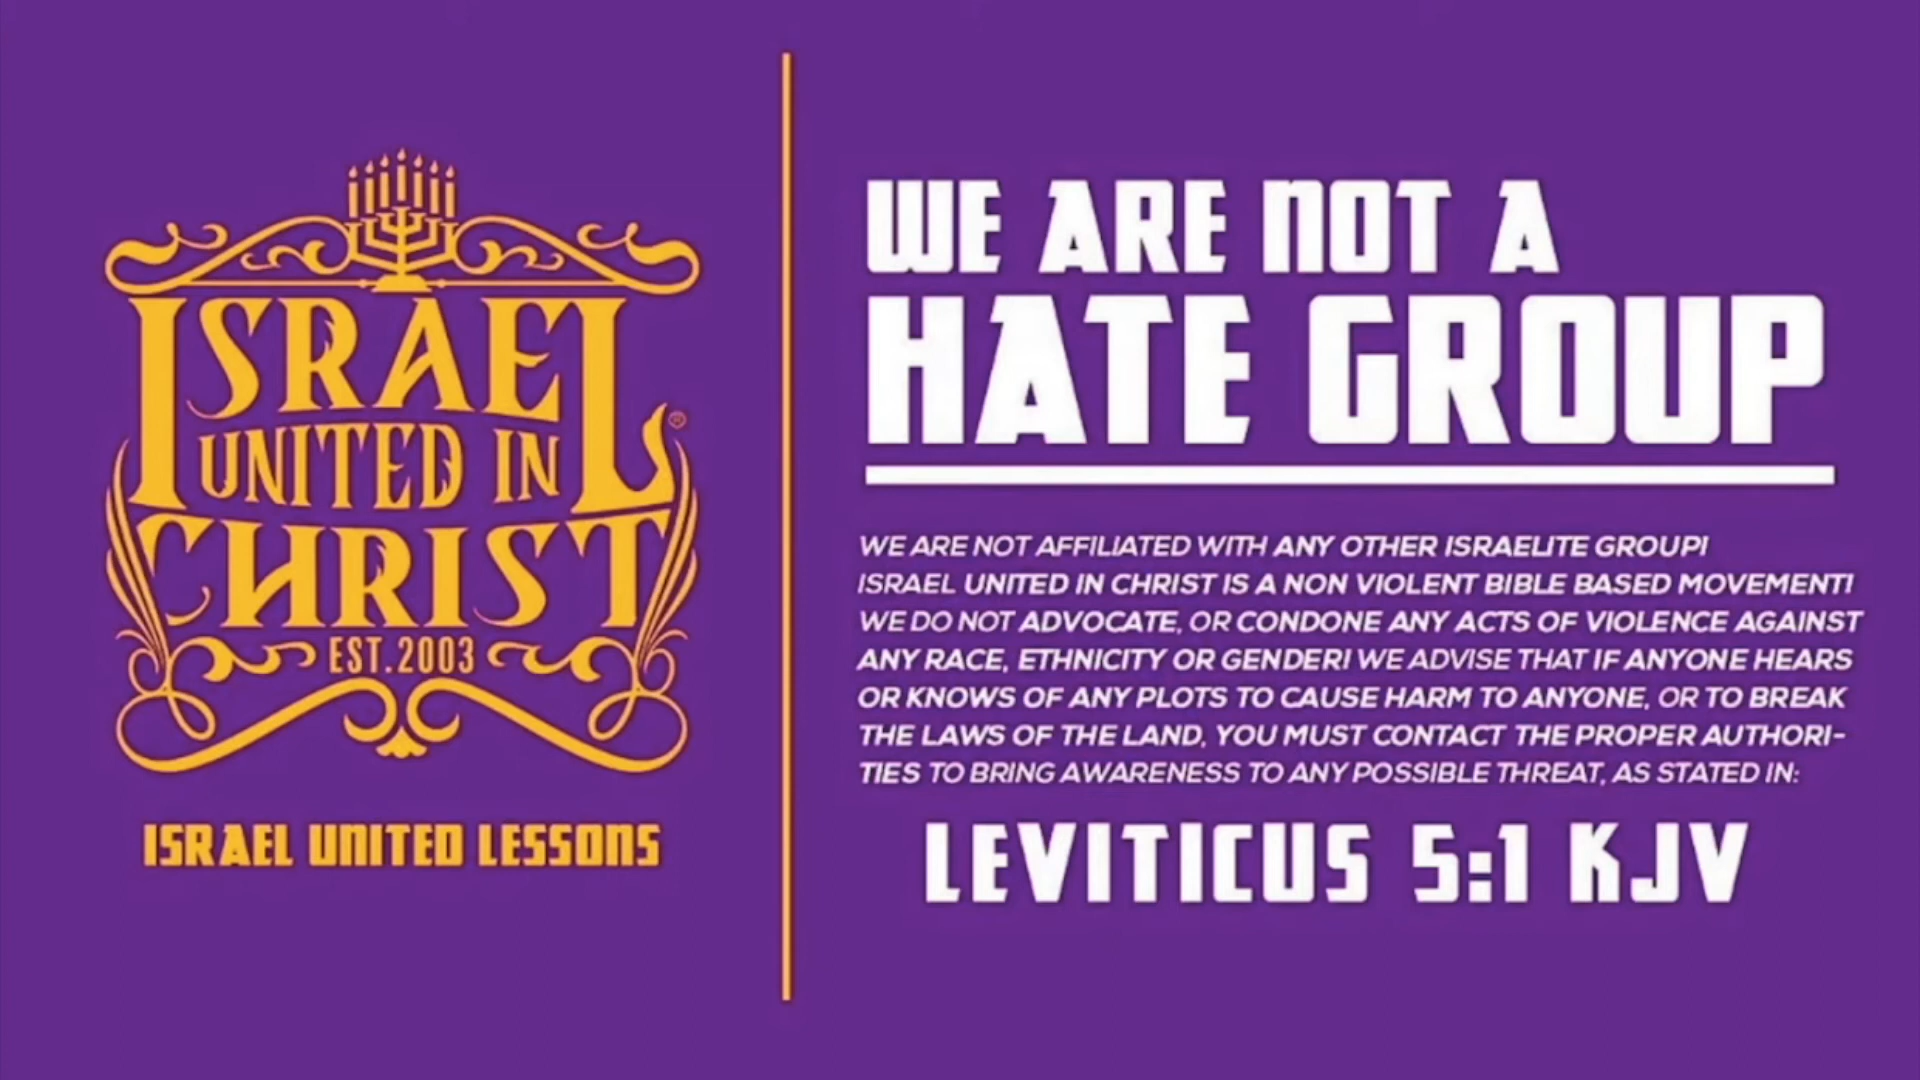 ISRAEL
UNITED IN
CHRIST
®
EST.2003
ISRAEL UNITED LESSONS
WE ARE NOT A
HATE GROUP
WE ARE NOT AFFILIATED WITH ANY OTHER ISRAELITE GROUP!
ISRAEL UNITED IN CHRIST IS A NON VIOLENT BIBLE BASED MOVEMENT!
WE DO NOT ADVOCATE, OR CONDONE ANY ACTS OF VIOLENCE AGAINST
ANY RACE, ETHNICITY OR GENDER! WE ADVISE THAT IF ANYONE HEARS
OR KNOWS OF ANY PLOTS TO CAUSE HARM TO ANYONE, OR TO BREAK
THE LAWS OF THE LAND, YOU MUST CONTACT THE PROPER AUTHORI-
TIES TO BRING AWARENESS TO ANY POSSIBLE THREAT, AS STATED IN:
LEVITICUS 5:1 KJV